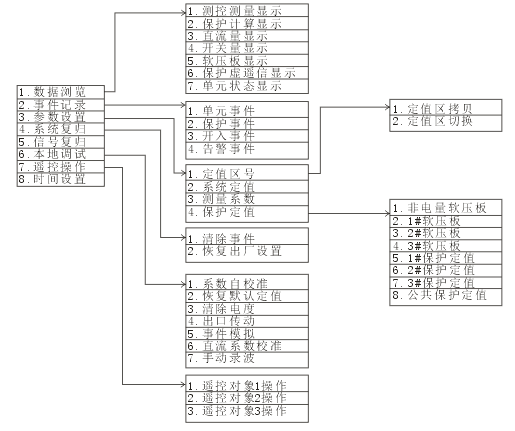 1. 测控测量显示
2. 保护计算显示
3. 直流量显示
4. 开关量显示
5. 软压板显示
6. 保护虚遥信显示
7. 单元状态显示
1. 数据浏览
2. 事件记录
3. 参数设置
4. 系统复归
5. 信号复归
6. 本地调试
7. 遥控操作
8. 时间设置
1. 单元事件
2. 保护事件
3. 开入事件
4. 告警事件
1. 定值区拷贝
2. 定值区切换
1. 定值区号
2. 系统定值
3. 测量系数
4. 保护定值
1. 非电量软压板
2. 1#软压板
3. 2#软压板
4. 3#软压板
5. 1#保护定值
6. 2#保护定值
7. 3#保护定值
8. 公共保护定值
1. 清除事件
2. 恢复出厂设置
1. 系数自校准
2. 恢复默认定值
3. 清除电度
4. 出口传动
5. 事件模拟
6. 直流系数校准
7. 手动录波
1. 遥控对象1操作
2. 遥控对象2操作
3. 遥控对象3操作